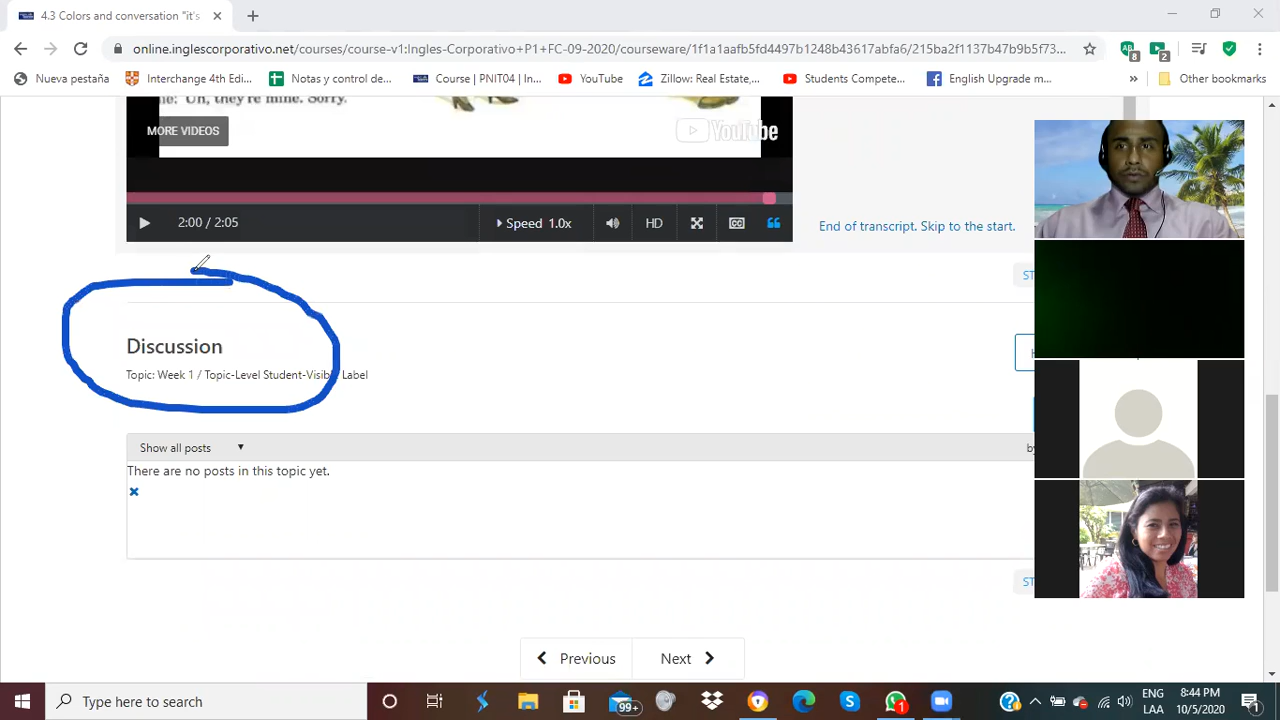 4.3 Colors and conversation "it's
online.inglescorporativo.net/courses/course-v1:Ingles-Corporativo+P1+FC-09-2020/courseware/1f1a1aafb5fd4497b1248b43617abfa6/215ba2f1137b47b9b5f73...
8
2
Nueva pestaña
Interchange 4th Edi...
Notas y control de...
Course | PNIT04 | In...
YouTube
Zillow: Real Estate,...
Students Compete...
English Upgrade m...
»
Other bookmarks
Uh, they're mine. Sorry.
MORE VIDEOS
YouTube
2:00 / 2:05
Speed 1.0x
HD
CC
End of transcript. Skip to the start.
Discussion
Topic: Week 1 / Topic-Level Student-Visible Label
Show all posts
There are no posts in this topic yet.
Previous
Next
Type here to search
99+
1
ENG
LAA
8:44 PM
10/5/2020
1